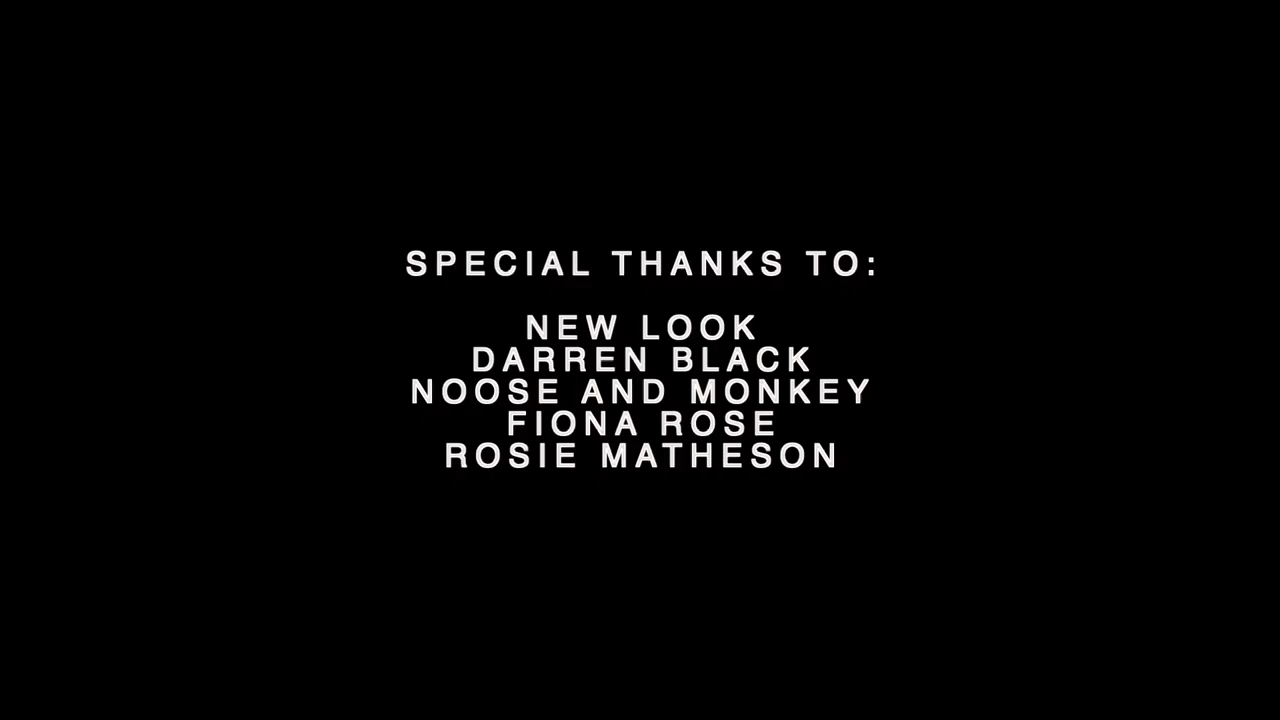 SPECIAL THANKS TO:
NEW LOOK
DARREN BLACK
NOOSE AND MONKEY
FIONA ROSE
ROSIE MATHESON